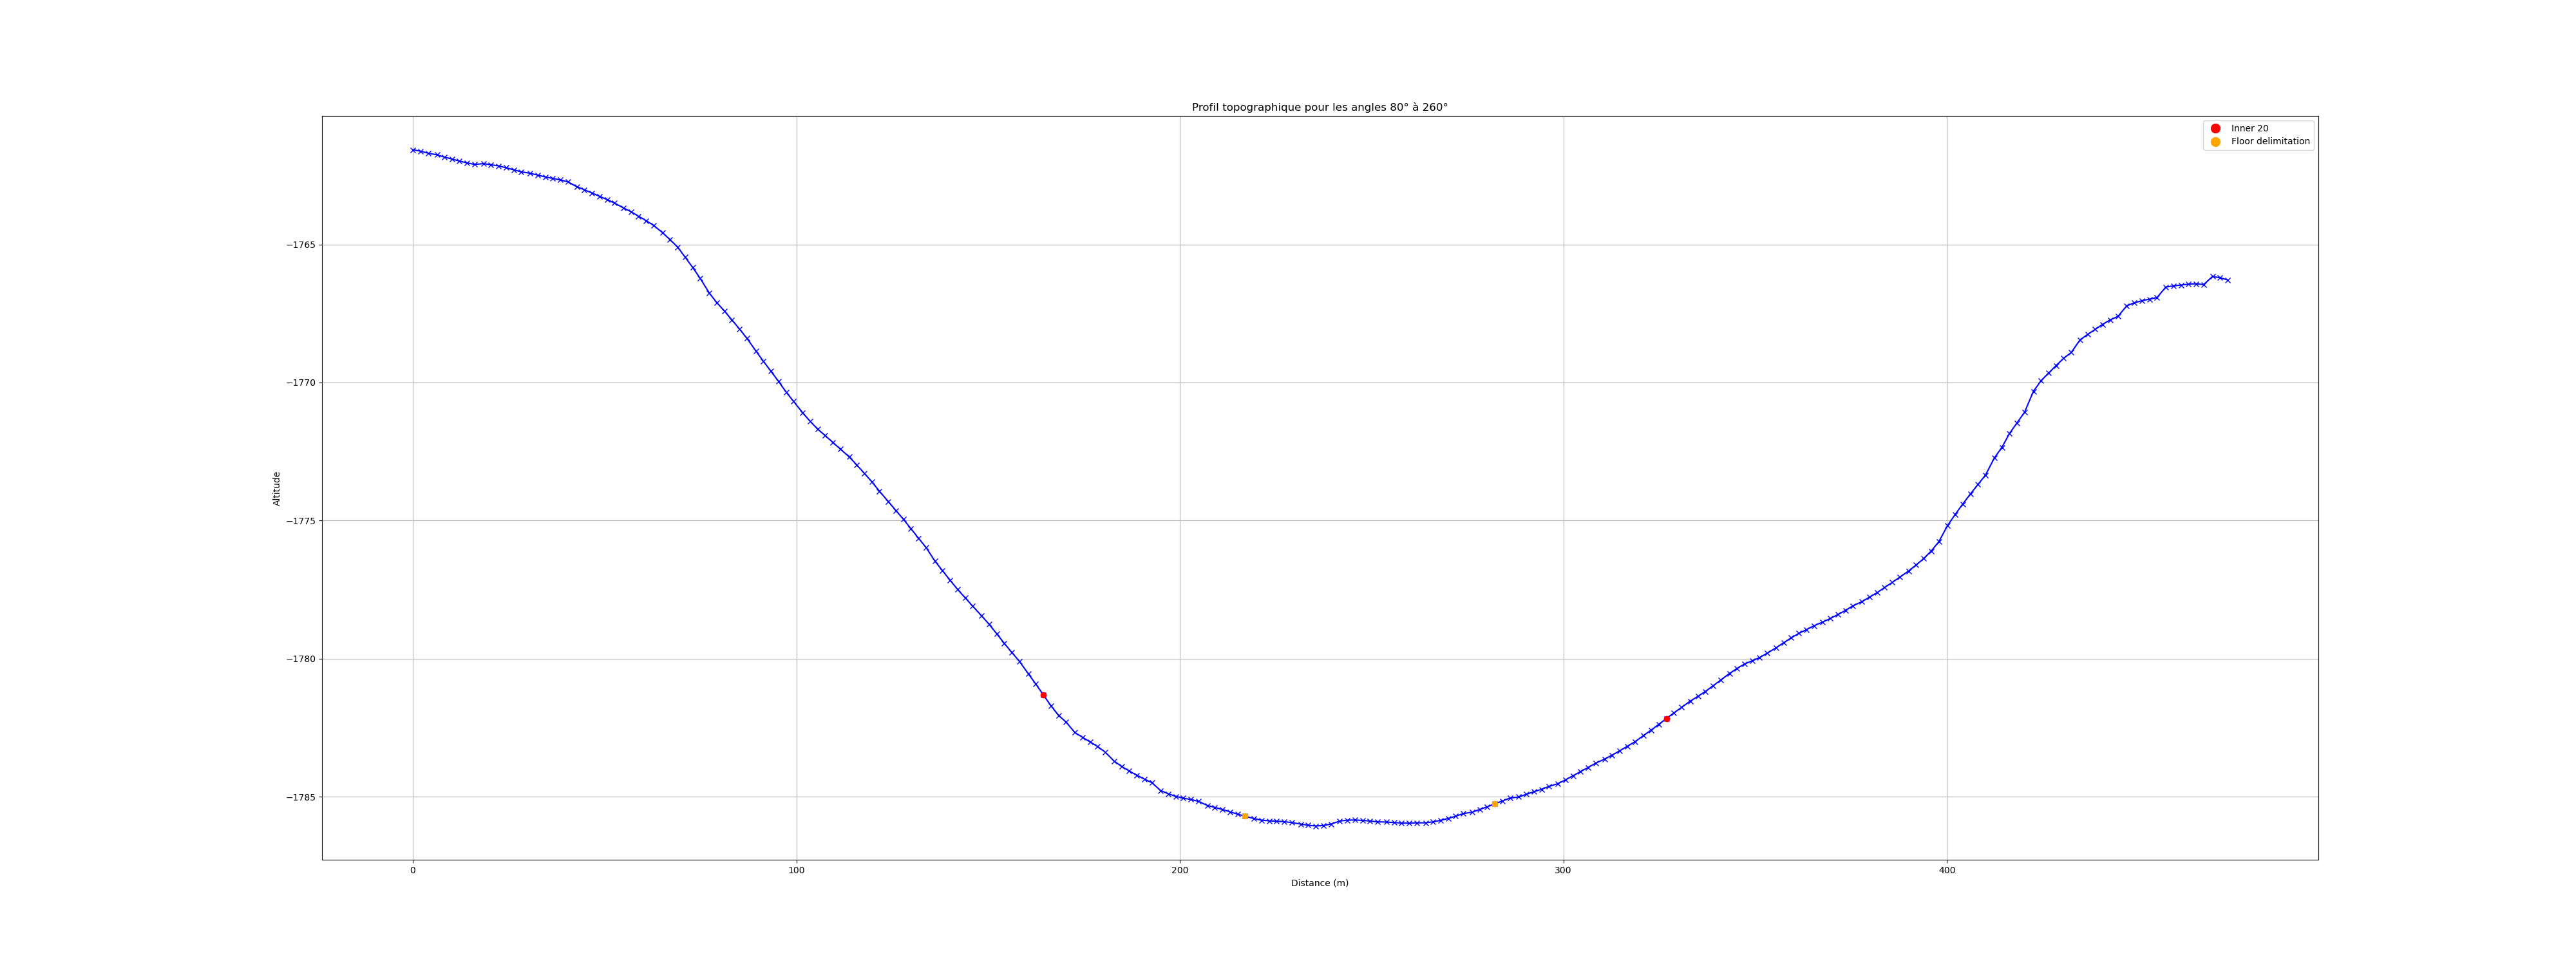 Profil topographique pour les angles 80° à 260°
Inner 20
Floor delimitation
−1765
−1770
−1775
−1780
−1785
Altitude
0
100
200
300
400
Distance (m)